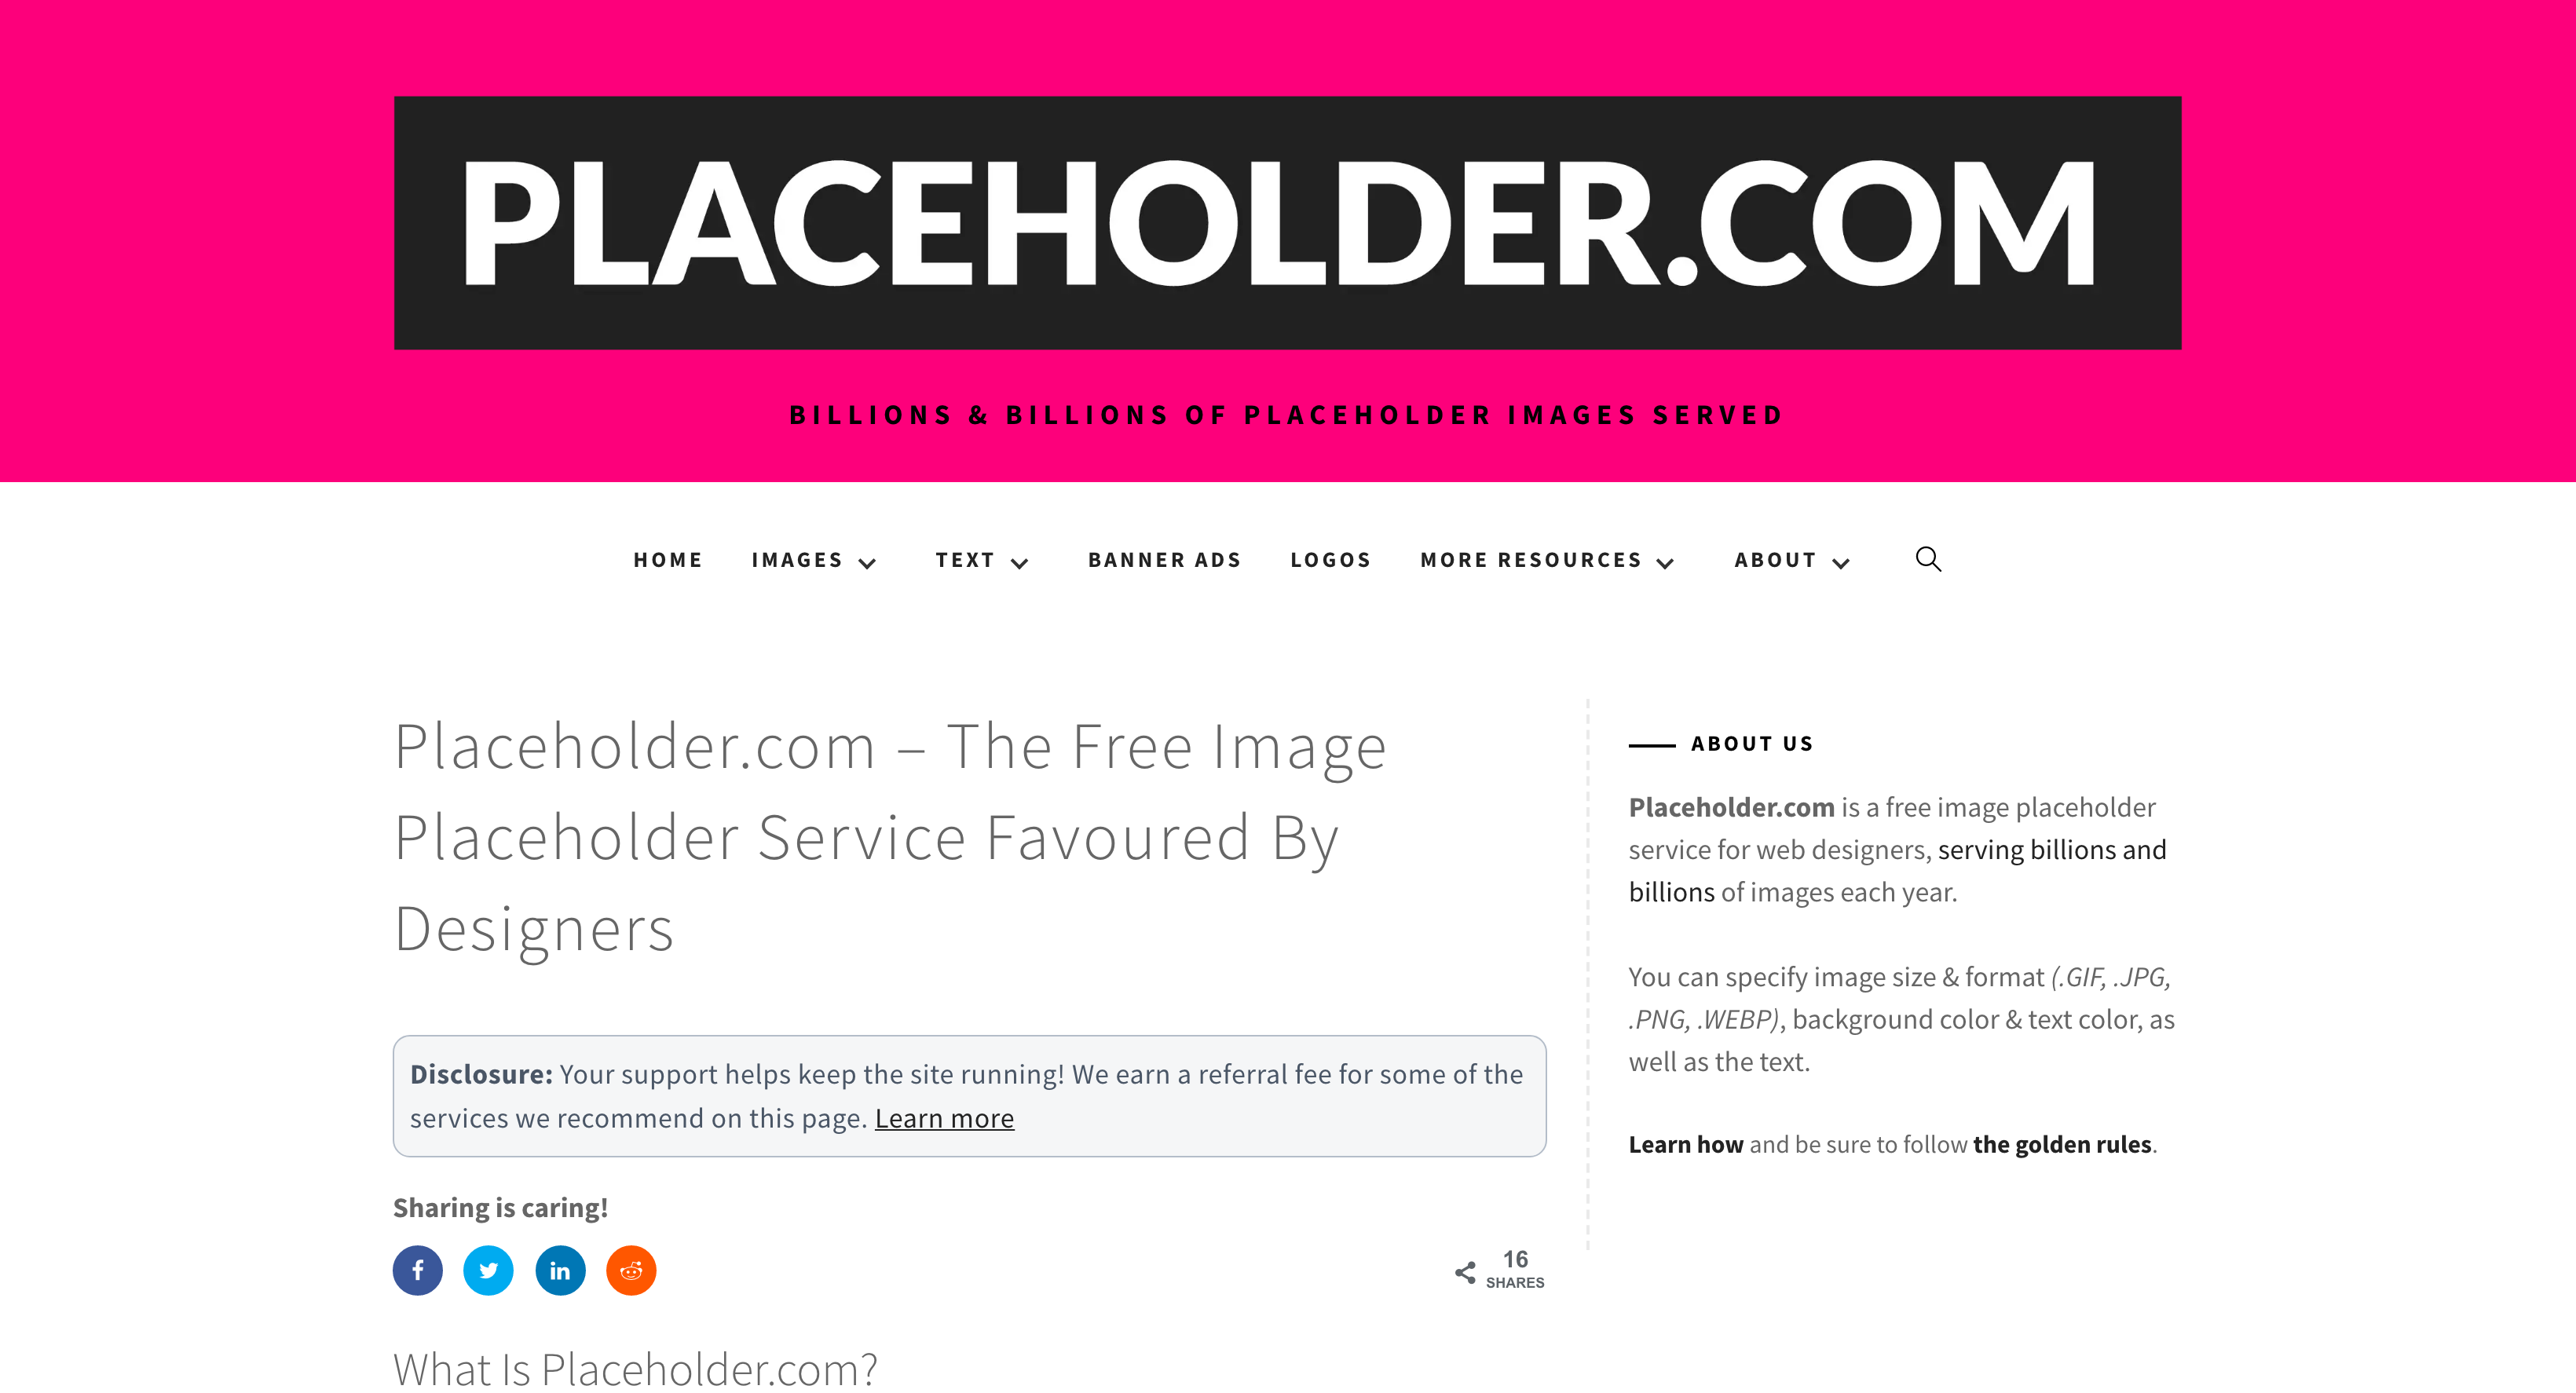 PLACEHOLDER.COM
BILLIONS & BILLIONS OF PLACEHOLDER IMAGES SERVED
HOME IMAGES TEXT BANNER ADS LOGOS MORE RESOURCES ABOUT
Placeholder.com – The Free Image
Placeholder Service Favoured By
Designers
Disclosure: Your support helps keep the site running! We earn a referral fee for some of the
services we recommend on this page. Learn more
Sharing is caring!
16
SHARES
What Is Placeholder.com?
ABOUT US
Placeholder.com is a free image placeholder
service for web designers, serving billions and
billions of images each year.
You can specify image size & format (.GIF, .JPG,
.PNG, .WEBP), background color & text color, as
well as the text.
Learn how and be sure to follow the golden rules.